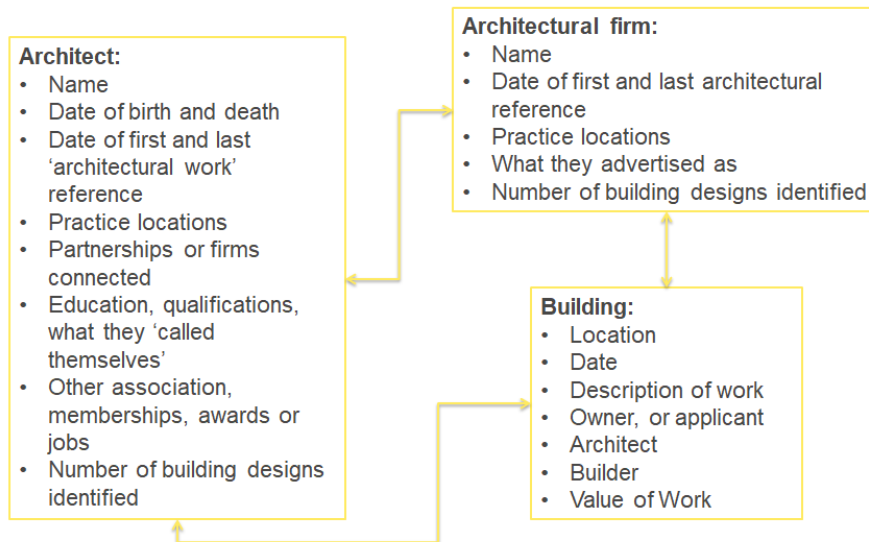 Architect:
• Name
• Date of birth and death
• Date of first and last
‘architectural work’
reference
• Practice locations
• Partnerships or firms
connected
• Education, qualifications,
what they ‘called
themselves’
• Other association,
memberships, awards or
jobs
• Number of building designs
identified
Architectural firm:
• Name
• Date of first and last architectural
reference
• Practice locations
• What they advertised as
• Number of building designs identified
Building:
• Location
• Date
• Description of work
• Owner, or applicant
• Architect
• Builder
• Value of Work